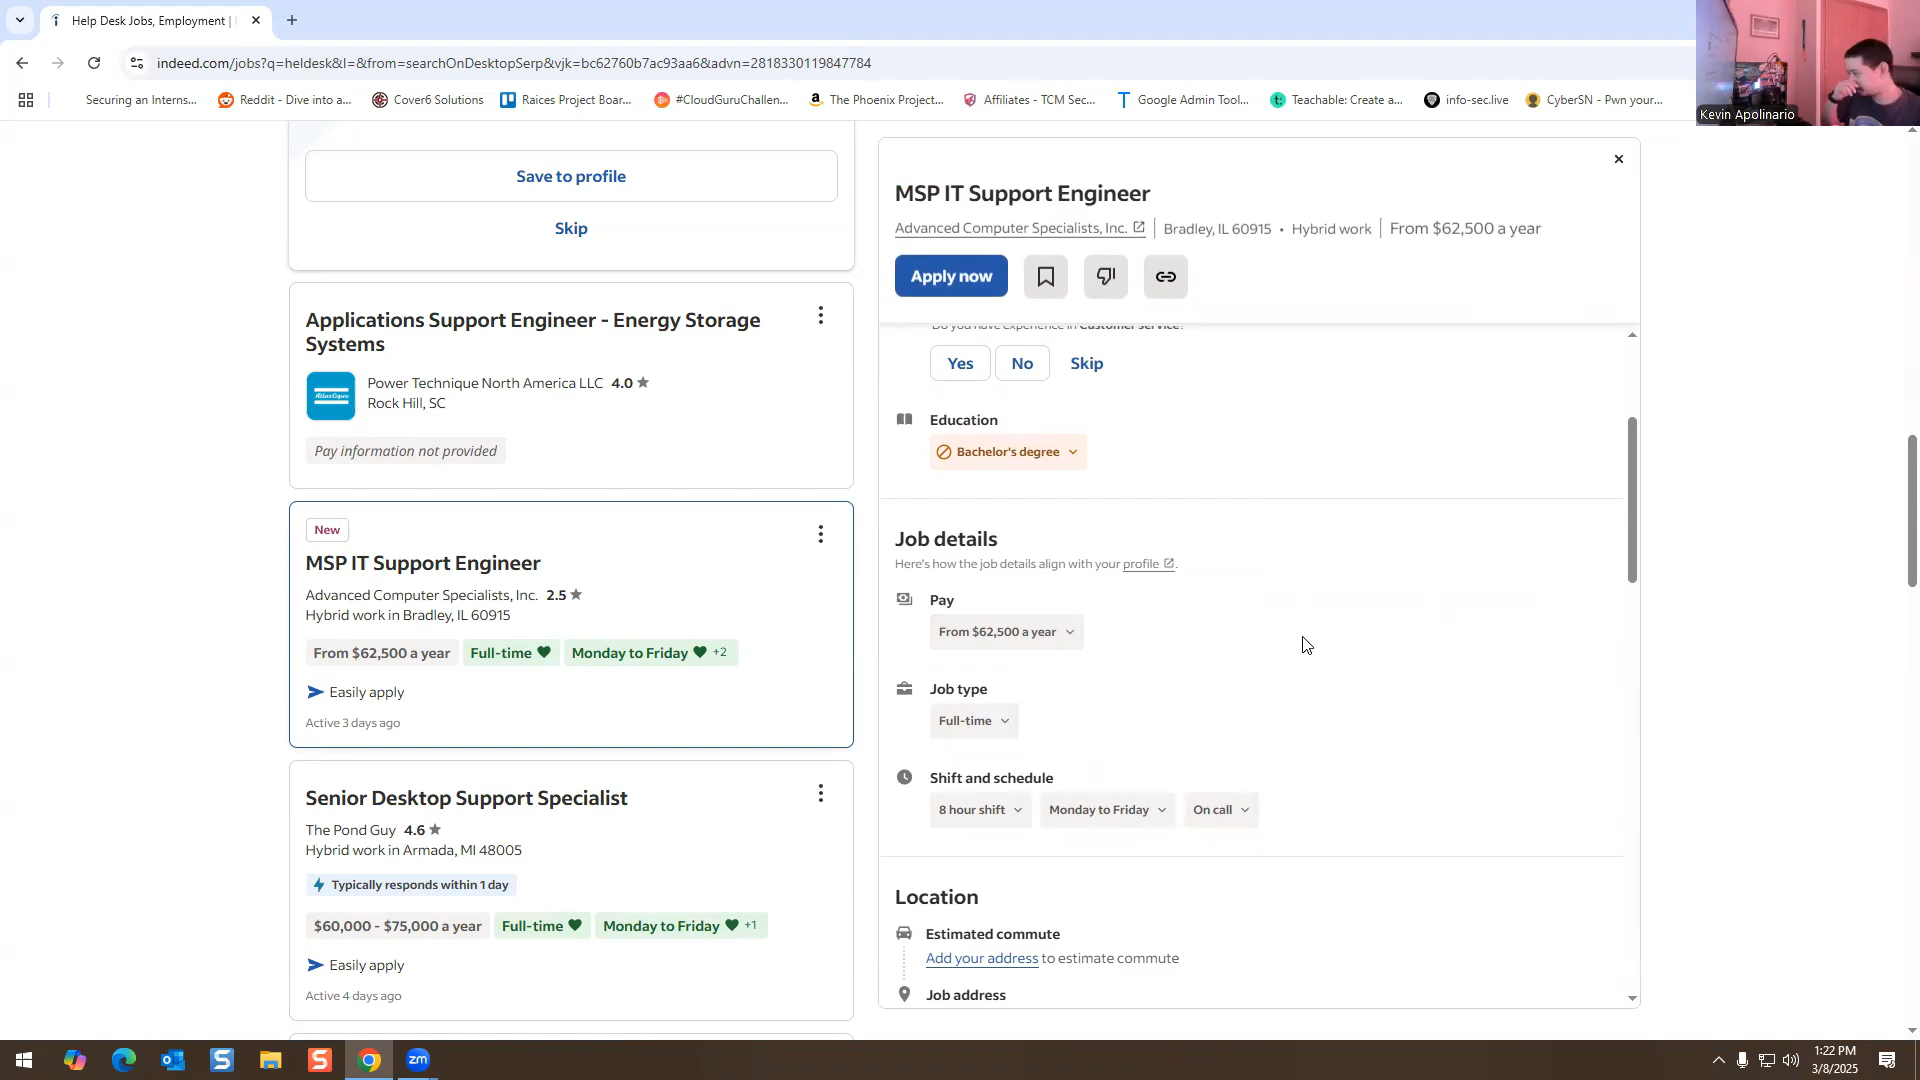 Help Desk Jobs, Employment |
indeed.com/jobs?q=heldesk&l=&from=searchOnDesktopSerp&vjk=bc62760b7ac93aa6&advn=2818330119847784
Securing an Interns...
Reddit - Dive into a...
Cover6 Solutions
Raices Project Boar...
#CloudGuruChallen...
The Phoenix Project...
Affiliates - TCM Sec...
Google Admin Tool...
Teachable: Create a...
info-sec.live
CyberSN - Pwn your...
Kevin Apolinario
Save to profile
Skip
Applications Support Engineer - Energy Storage
Systems
Atlas Copco
Power Technique North America LLC 4.0
Rock Hill, SC
Pay information not provided
New
MSP IT Support Engineer
Advanced Computer Specialists, Inc. 2.5
Hybrid work in Bradley, IL 60915
From $62,500 a year Full-time Monday to Friday +2
Easily apply
Active 3 days ago
Senior Desktop Support Specialist
The Pond Guy 4.6
Hybrid work in Armada, MI 48005
Typically responds within 1 day
$60,000 - $75,000 a year Full-time Monday to Friday +1
Easily apply
Active 4 days ago
MSP IT Support Engineer
Advanced Computer Specialists, Inc. Bradley, IL 60915 • Hybrid work From $62,500 a year
Apply now
Do you have experience in Customer service?
Yes No Skip
Education
Bachelor's degree
Job details
Here's how the job details align with your profile.
Pay
From $62,500 a year
Job type
Full-time
Shift and schedule
8 hour shift Monday to Friday On call
Location
Estimated commute
Add your address to estimate commute
Job address
zm
1:22 PM
3/8/2025